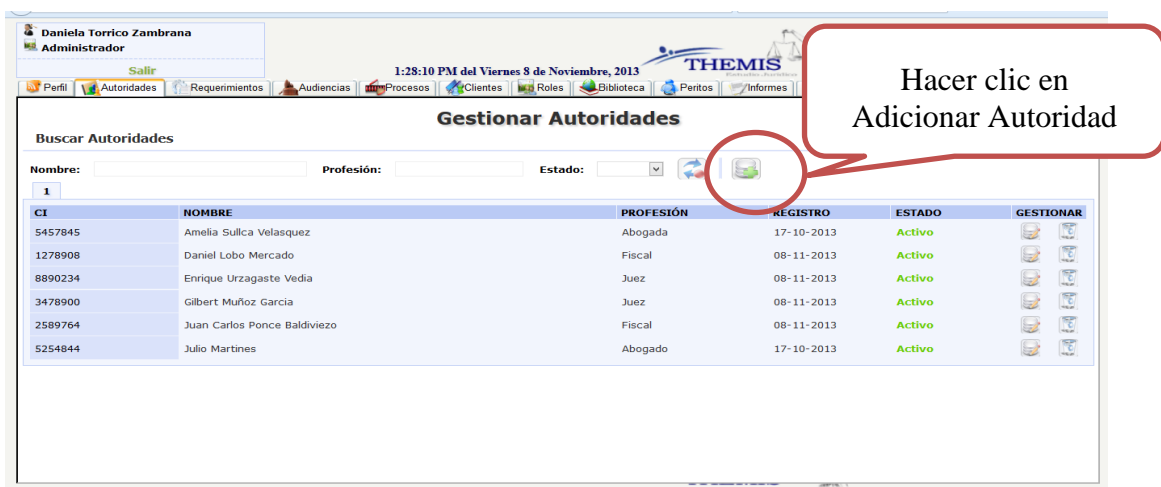 Daniela Torrico Zambrana
Administrador
Salir
1:28:10 PM del Viernes 8 de Noviembre, 2013
THEMIS
Estudio Jurídico
Perfil Autoridades Requerimientos Audiencias Procesos Clientes Roles Biblioteca Peritos Informes
Hacer clic en
Adicionar Autoridad
Gestionar Autoridades
Buscar Autoridades
Nombre: Profesión: Estado:
1
CI NOMBRE PROFESIÓN REGISTRO ESTADO GESTIONAR
5457845 Amelia Sullca Velasquez Abogada 17-10-2013 Activo
1278908 Daniel Lobo Mercado Fiscal 08-11-2013 Activo
8890234 Enrique Urzagaste Vedia Juez 08-11-2013 Activo
3478900 Gilbert Muñoz Garcia Juez 08-11-2013 Activo
2589764 Juan Carlos Ponce Baldiviezo Fiscal 08-11-2013 Activo
5254844 Julio Martines Abogado 17-10-2013 Activo